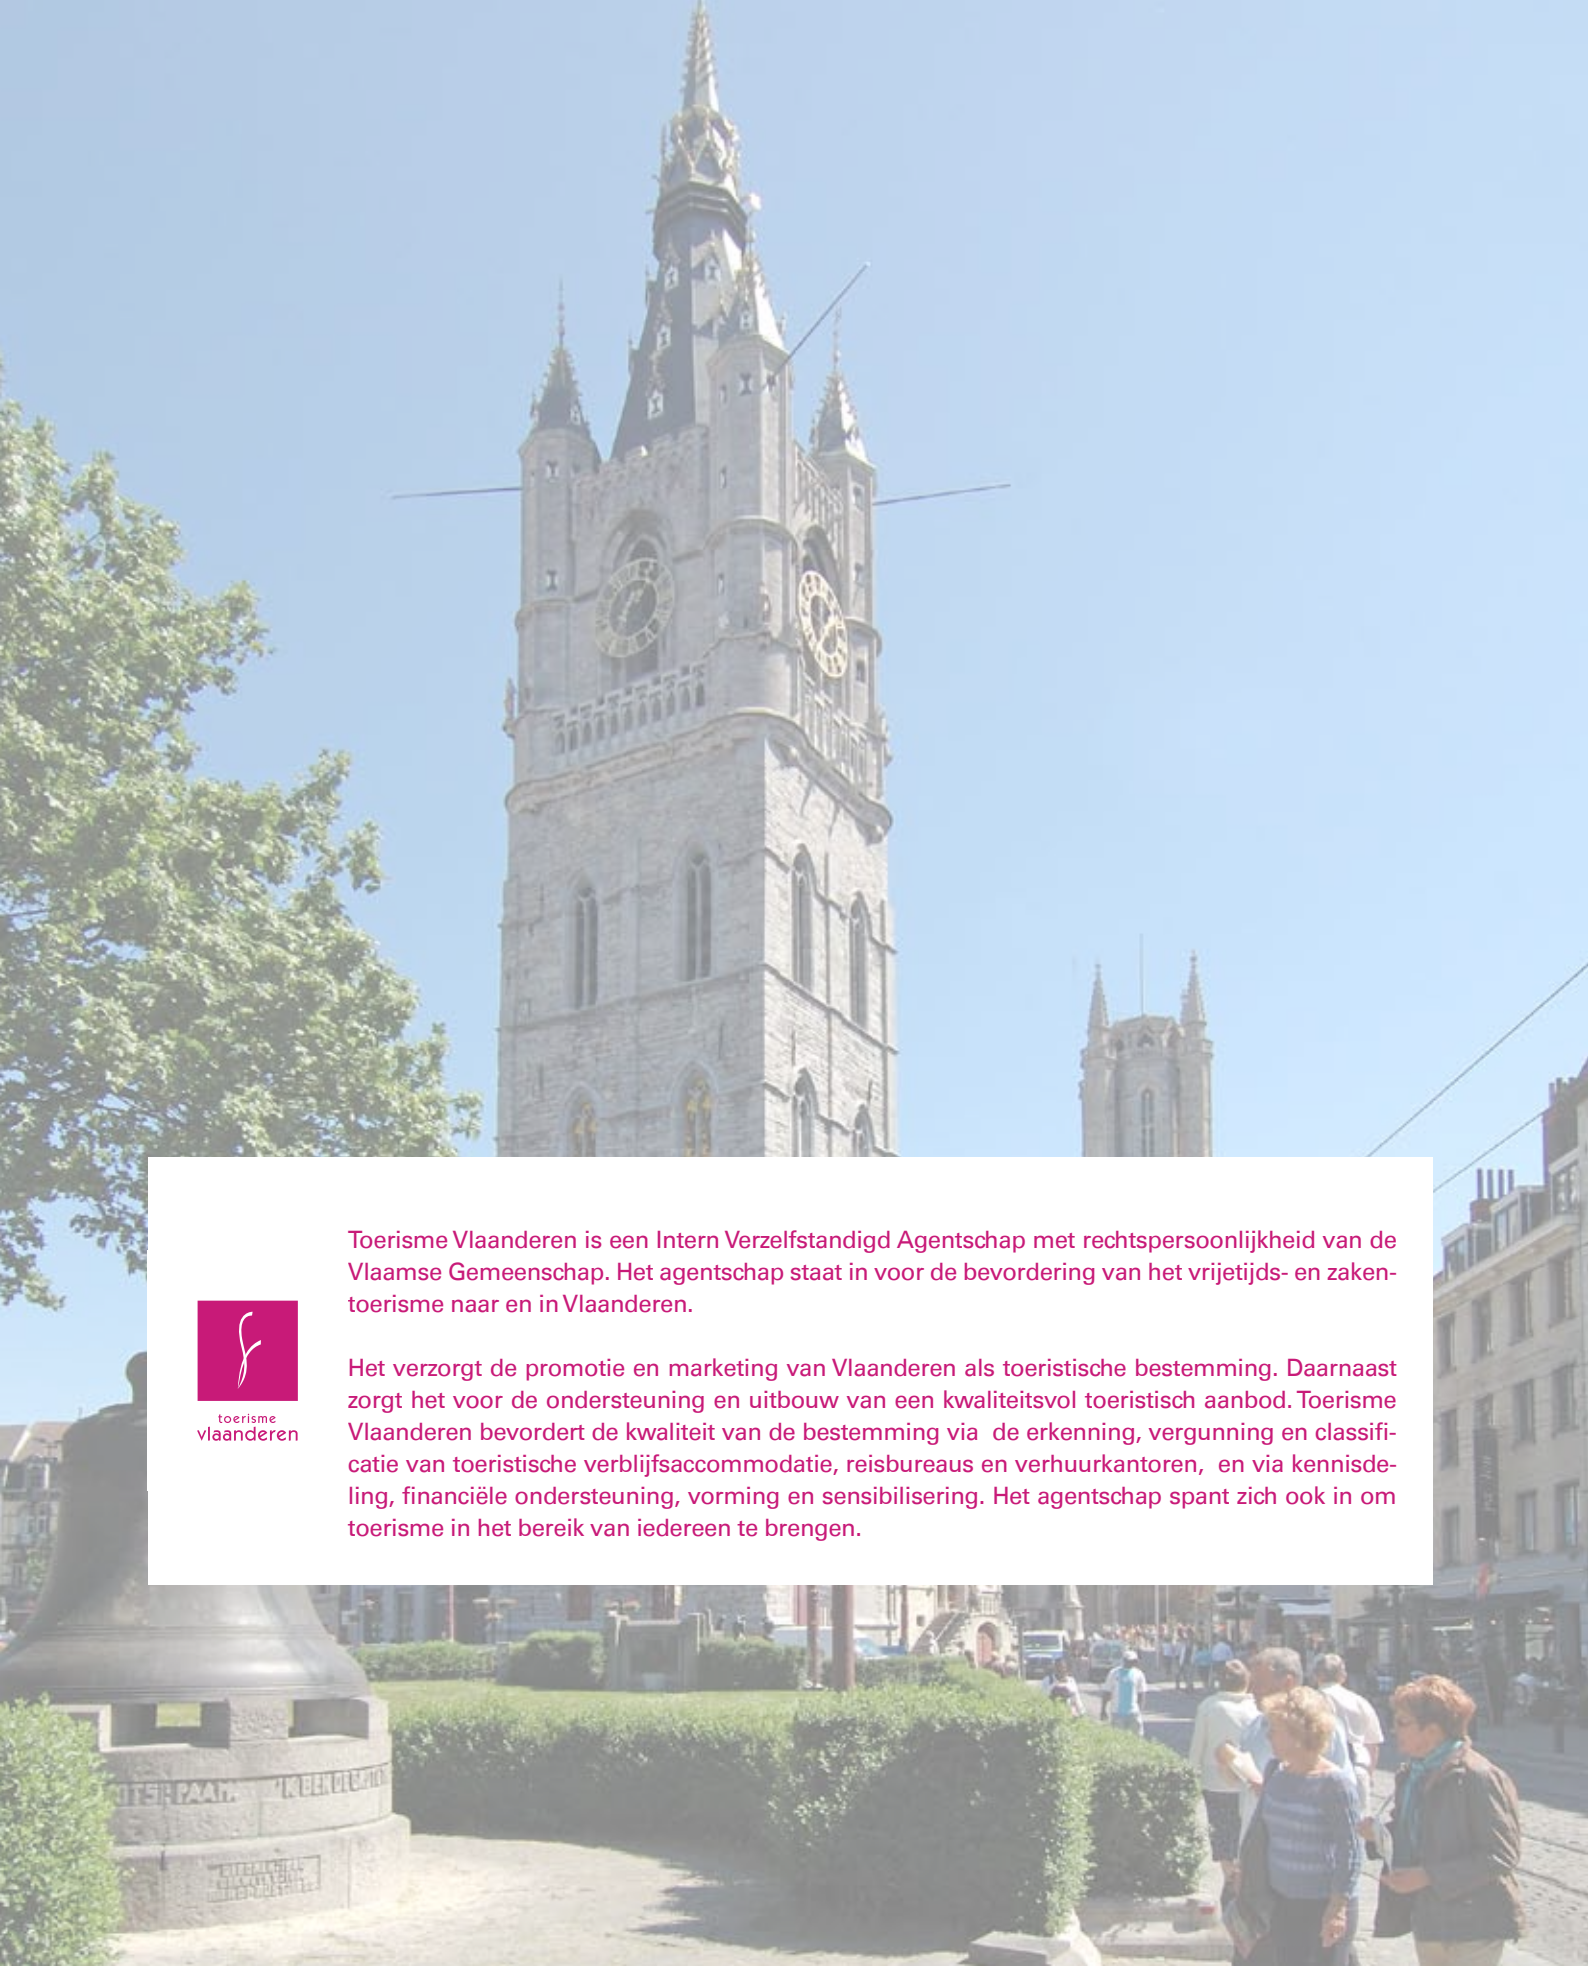 Toerisme Vlaanderen is een Intern Verzelfstandigd Agentschap met rechtspersoonlijkheid van de
Vlaamse Gemeenschap. Het agentschap staat in voor de bevordering van het vrijetijds- en zaken-
toerisme naar en in Vlaanderen.
Het verzorgt de promotie en marketing van Vlaanderen als toeristische bestemming. Daarnaast
zorgt het voor de ondersteuning en uitbouw van een kwaliteitsvol toeristisch aanbod. Toerisme
Vlaanderen bevordert de kwaliteit van de bestemming via de erkenning, vergunning en classifi-
catie van toeristische verblijfsaccommodatie, reisbureaus en verhuurkantoren, en via kennisde-
ling, financiële ondersteuning, vorming en sensibilisering. Het agentschap spant zich ook in om
toerisme in het bereik van iedereen te brengen.
toerisme
vlaanderen